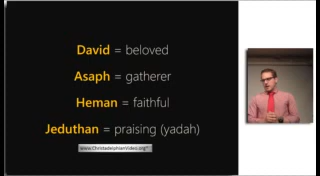 David = beloved
Asaph = gatherer
Heman = faithful
Jeduthan = praising (yadah)
www.ChristadelphianVideo.org